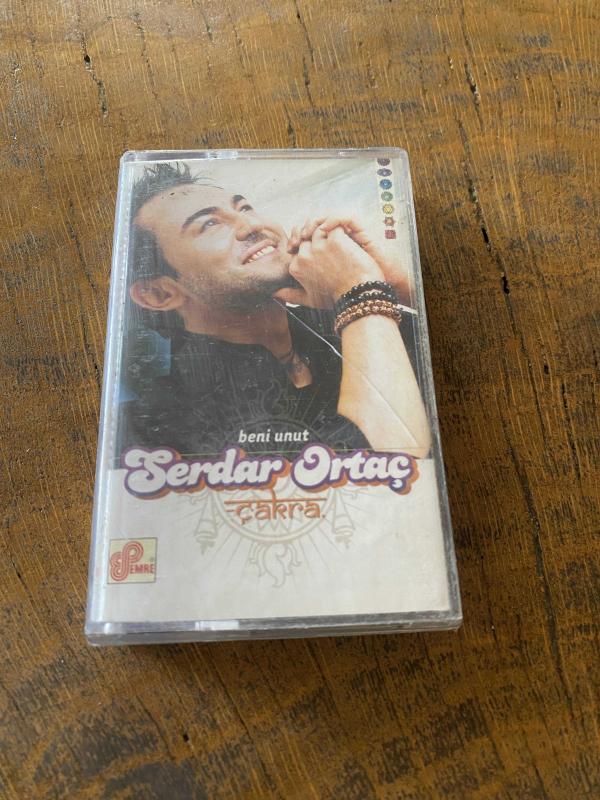 beni unut
Serdar Ortaç
çakra
EMRE